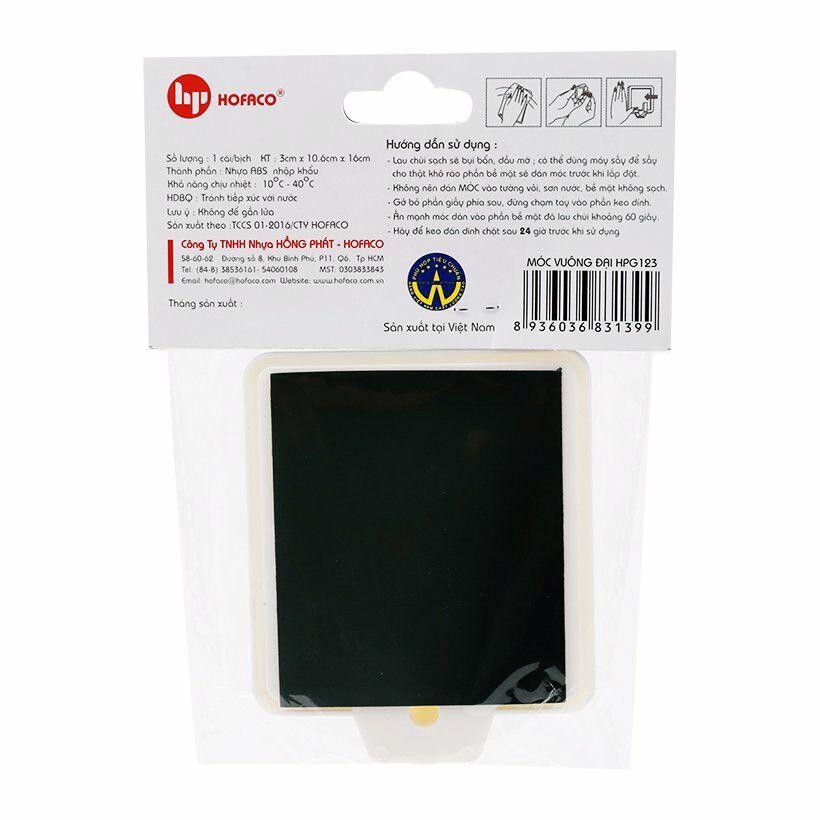 hp HOFACO®
Số lượng : 1 cái/bịch KT : 3cm x 10.6cm x 16cm
Thành phần : Nhựa ABS nhập khẩu
Khả năng chịu nhiệt : 10°C - 40°C
HDBQ : Tránh tiếp xúc với nước
Lưu ý : Không để gần lửa
Sản xuất theo :TCCS 01-2016/CTY HOFACO
Công Ty TNHH Nhựa HỒNG PHÁT - HOFACO
58-60-62 Đường số 8, Khu Bình Phú, P11, Q6. Tp HCM
Tel: (84-8) 38536161- 54060108 MST: 0303833843
Email: hofaco@hofaco.com Website: www.hofaco.com.vn
Tháng sản xuất :
Hướng dẫn sử dụng :
- Lau chùi sạch sẽ bụi bẩn, dầu mỡ ; có thể dùng máy sấy để sấy
cho thật khô ráo phần bề mặt sẽ dán móc trước khi lắp đặt.
- Không nên dán MÓC vào tường vôi, sơn nước, bề mặt không sạch.
- Gỡ bỏ phần giấy phía sau, đừng chạm tay vào phần keo dính.
- Ấn mạnh móc dán vào phần bề mặt đã lau chùi khoảng 60 giây.
- Hãy để keo dán dính chặt sau 24 giờ trước khi sử dụng
PHÙ HỢP TIÊU CHUẨN
Sản xuất tại Việt Nam
MÓC VUÔNG ĐẠI HPG123
8 936036 831399